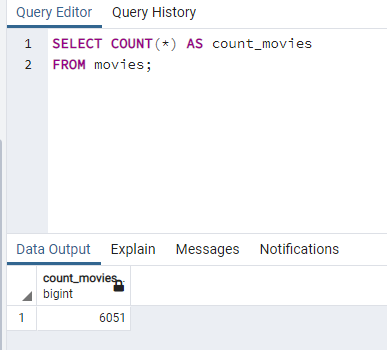 Query Editor Query History
1 SELECT COUNT(*) AS count_movies
2 FROM movies;
Data Output Explain Messages Notifications
count_movies
bigint
1 6051